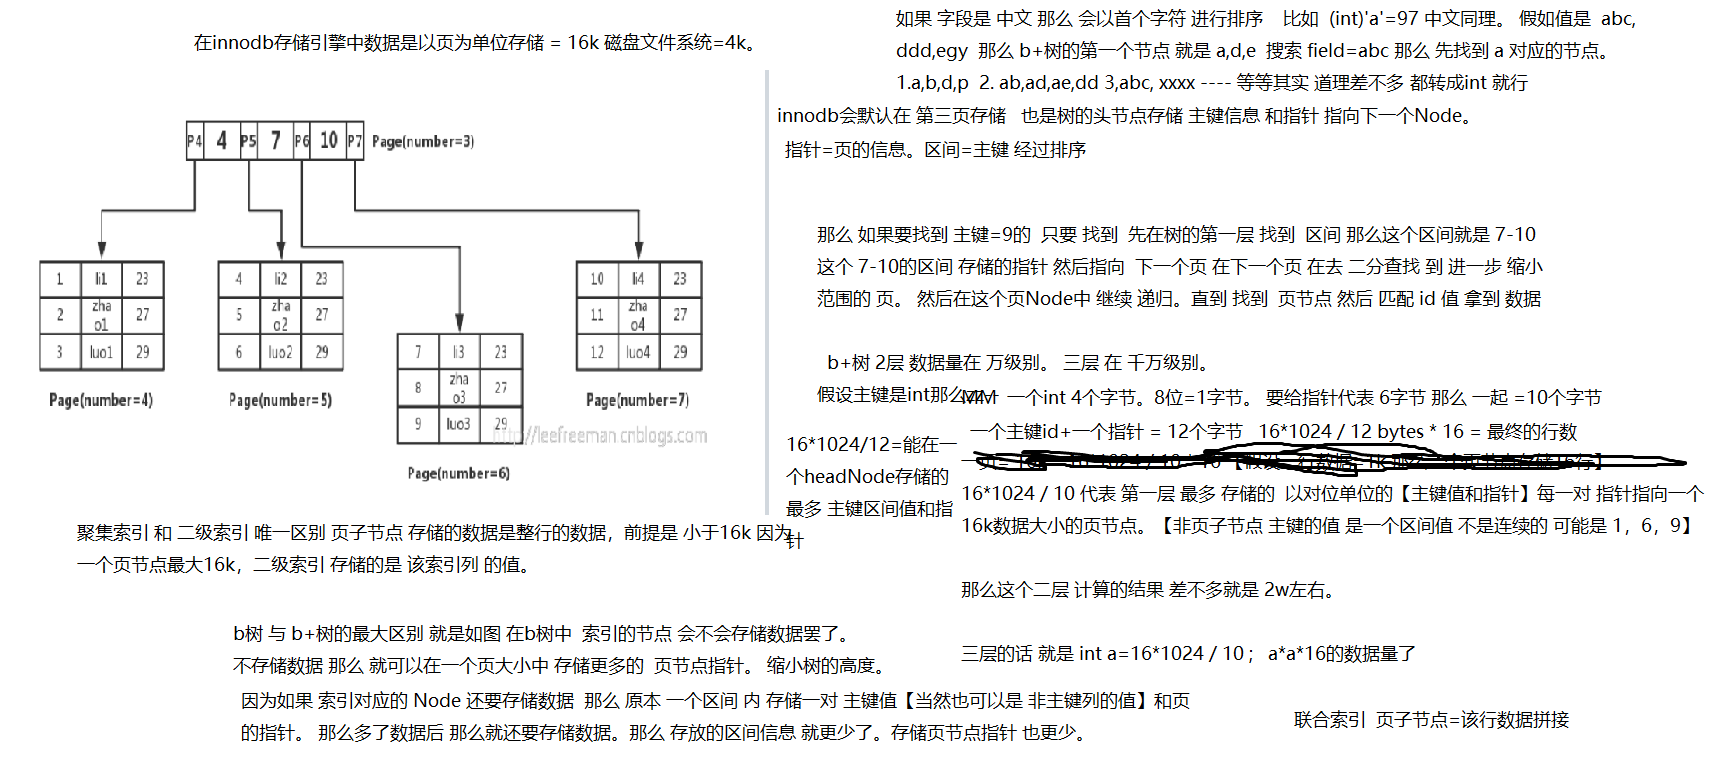 在innodb存储引擎中数据是以页为单位存储 = 16k 磁盘文件系统=4k。
P4 4 P5 7 P6 10 P7 Page(number=3)
1 li1 23
2 zhao1 27
3 luo1 29
Page(number=4)
4 li2 23
5 zhao2 27
6 luo2 29
Page(number=5)
7 li3 23
8 zhao3 27
9 luo3 29
Page(number=6)
10 li4 23
11 zhao4 27
12 luo4 29
Page(number=7)
http://leefreeman.cnblogs.com
聚集索引 和 二级索引 唯一区别 页子节点 存储的数据是整行的数据，前提是 小于16k 因为
一个页节点最大16k，二级索引 存储的是 该索引列 的值。
b树 与 b+树的最大区别 就是如图 在b树中 索引的节点 会不会存储数据罢了。
不存储数据 那么 就可以在一个页大小中 存储更多的 页节点指针。 缩小树的高度。
因为如果 索引对应的 Node 还要存储数据 那么 原本 一个区间 内 存储一对 主键值【当然也可以是 非主键列的值】和页
的指针。 那么多了数据后 那么就还要存储数据。那么 存放的区间信息 就更少了。存储页节点指针 也更少。
如果 字段是 中文 那么 会以首个字符 进行排序 比如 (int)'a'=97 中文同理。 假如值是 abc,
ddd,egy 那么 b+树的第一个节点 就是 a,d,e 搜索 field=abc 那么 先找到 a 对应的节点。
1.a,b,d,p 2. ab,ad,ae,dd 3,abc, xxxx ---- 等等其实 道理差不多 都转成int 就行
innodb会默认在 第三页存储 也是树的头节点存储 主键信息 和指针 指向下一个Node。
指针=页的信息。区间=主键 经过排序
那么 如果要找到 主键=9的 只要 找到 先在树的第一层 找到 区间 那么这个区间就是 7-10
这个 7-10的区间 存储的指针 然后指向 下一个页 在下一个页 在去 二分查找 到 进一步 缩小
范围的 页。 然后在这个页Node中 继续 递归。直到 找到 页节点 然后 匹配 id 值 拿到 数据
b+树 2层 数据量在 万级别。 三层 在 千万级别。
假设主键是int那么 一个int 4个字节。8位=1字节。 要给指针代表 6字节 那么 一起 =10个字节
一个主键id+一个指针 = 12个字节 16*1024 / 12 bytes * 16 = 最终的行数
16*1024/12=能在一
个headNode存储的
最多 主键区间值和指
针
16*1024 / 10 代表 第一层 最多 存储的 以对位单位的【主键值和指针】每一对 指针指向一个
16k数据大小的页节点。【非页子节点 主键的值 是一个区间值 不是连续的 可能是 1，6，9】
那么这个二层 计算的结果 差不多就是 2w左右。
三层的话 就是 int a=16*1024 / 10； a*a*16的数据量了
联合索引 页子节点=该行数据拼接